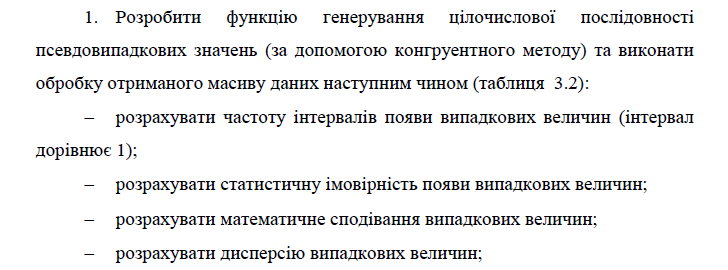 1. Розробити функцію генерування цілочислової послідовності
псевдовипадкових значень (за допомогою конгруентного методу) та виконати
обробку отриманого масиву даних наступним чином (таблиця 3.2):
– розрахувати частоту інтервалів появи випадкових величин (інтервал
дорівнює 1);
– розрахувати статистичну імовірність появи випадкових величин;
– розрахувати математичне сподівання випадкових величин;
– розрахувати дисперсію випадкових величин;